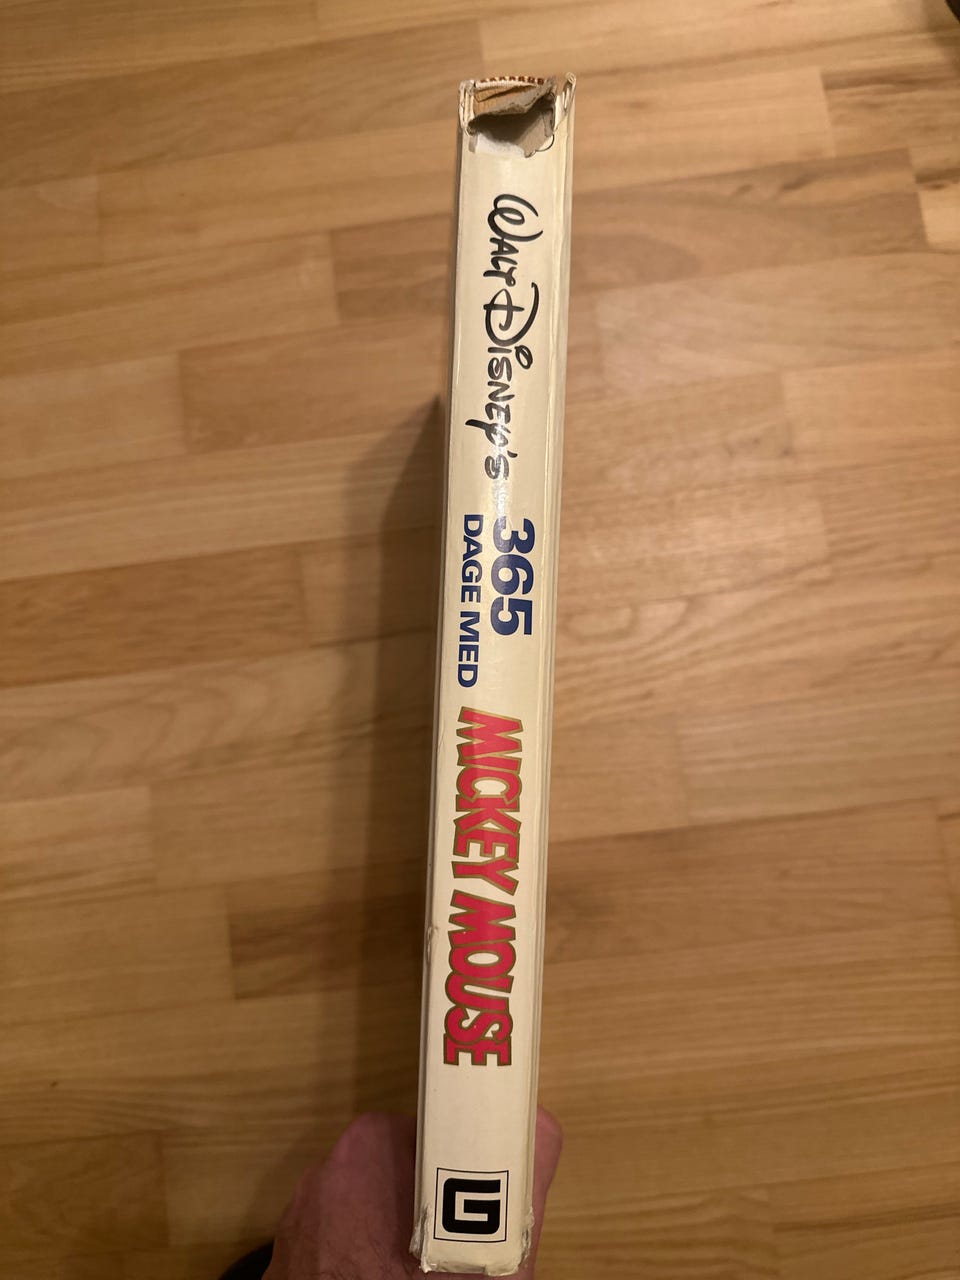 WALT DISNEY's
365
DAGE MED
MICKEY MOUSE
G